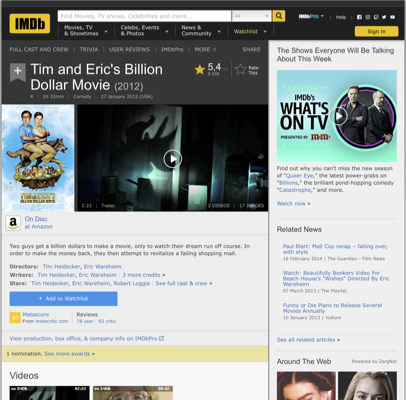 IMDb
Find Movies, TV shows, Celebrities and more...
All
Movies, TV & Showtimes
Celebs, Events & Photos
News & Community
Watchlist
IMDbPro
Help
Sign in
FULL CAST AND CREW | TRIVIA | USER REVIEWS | IMDbPro | MORE
SHARE
Tim and Eric's Billion
Dollar Movie (2012)
5,4
Rate This
1h 33min | Comedy | 27 January 2012 (USA)
2:22 | Trailer
2 VIDEOS | 17 IMAGES
On Disc
at Amazon
Two guys get a billion dollars to make a movie, only to watch their dream run off course. In
order to make the money back, they then attempt to revitalize a failing shopping mall.
Directors: Tim Heidecker, Eric Wareheim
Writers: Tim Heidecker, Eric Wareheim | 3 more credits »
Stars: Tim Heidecker, Eric Wareheim, Robert Loggia | See full cast & crew »
+ Add to Watchlist
Metascore
From metacritic.com
Reviews
78 user | 82 critic
View production, box office, & company info on IMDbPro
1 nomination. See more awards »
Videos
The Shows Everyone Will Be Talking
About This Week
IMDb's
WHAT'S
ON TV
PRESENTED BY
Find out why you can't miss the new season
of "Queer Eye," the latest power-grabs on
"Billions," the brilliant pond-hopping comedy
"Catastrophe," and more.
Watch now »
Related News
Paul Blart: Mall Cop recap – falling over,
with style
16 February 2014 | The Guardian - Film News
Watch: Beautifully Bonkers Video For
Beach House's "Wishes" Directed By Eric
Wareheim
07 March 2013 | The Playlist
Funny or Die Plans to Release Several
Movies Annually
10 January 2013 | Vulture
See all related articles »
Around The Web
Powered by ZergNet